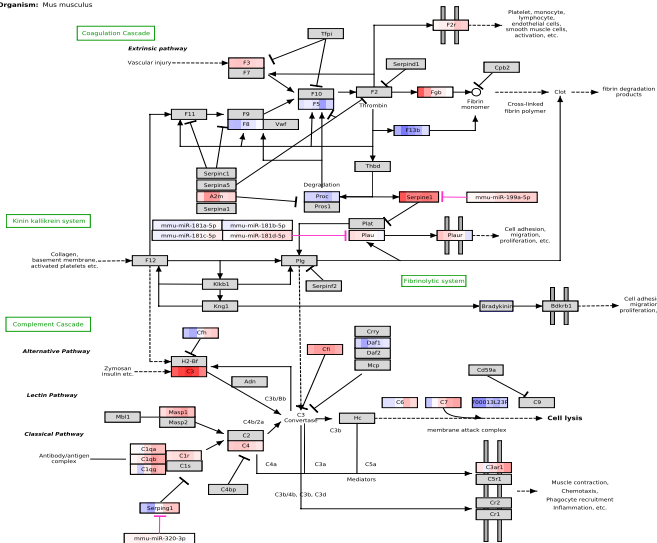 Organism: Mus musculus
Coagulation Cascade
Extrinsic pathway
Vascular injury
F3
F7
Tfpi
F2r
Platelet, monocyte,
lymphocyte,
endothelial cells,
smooth muscle cells,
activation, etc.
Serpind1
Cpb2
F10
F5
F2
Thrombin
Fgb
Fibrin
monomer
Cross-linked
fibrin polymer
Clot
fibrin degradation
products
F11
F9
F8
Vwf
F13b
Thbd
Serpinc1
Serpina5
A2m
Serpina1
Degradation
Proc
Pros1
Serpine1
mmu-miR-199a-5p
Kinin kallikrein system
mmu-miR-181a-5p
mmu-miR-181b-5p
mmu-miR-181c-5p
mmu-miR-181d-5p
Plat
Plau
Plaur
Cell adhesion,
migration,
proliferation, etc.
Collagen,
basement membrane,
activated platelets etc.
F12
Plg
Klkb1
Serpinf2
Kng1
Fibrinolytic system
Bradykinin
Bdkrb1
Cell adhesi
migration
proliferation,
Complement Cascade
Alternative Pathway
Cfh
H2-Bf
C3
Zymosan
Insulin etc.
Cfi
Crry
Daf1
Daf2
Mcp
Adn
C3b/Bb
Cd59a
Lectin Pathway
Mbl1
Masp1
Masp2
C4b/2a
C3
Convertase
C3b
Hc
C6
C7
C9
Cell lysis
membrane attack complex
Classical Pathway
Antibody/antigen
complex
C1qa
C1qb
C1qg
C1r
C1s
C2
C4
C4bp
C4a
C3a
C5a
Mediators
C3b/4b, C3b, C3d
C3ar1
C5r1
Cr2
Cr1
Muscle contraction,
Chemotaxis,
Phagocyte recruitment
Inflammation, etc.
Serping1
mmu-miR-320-3p